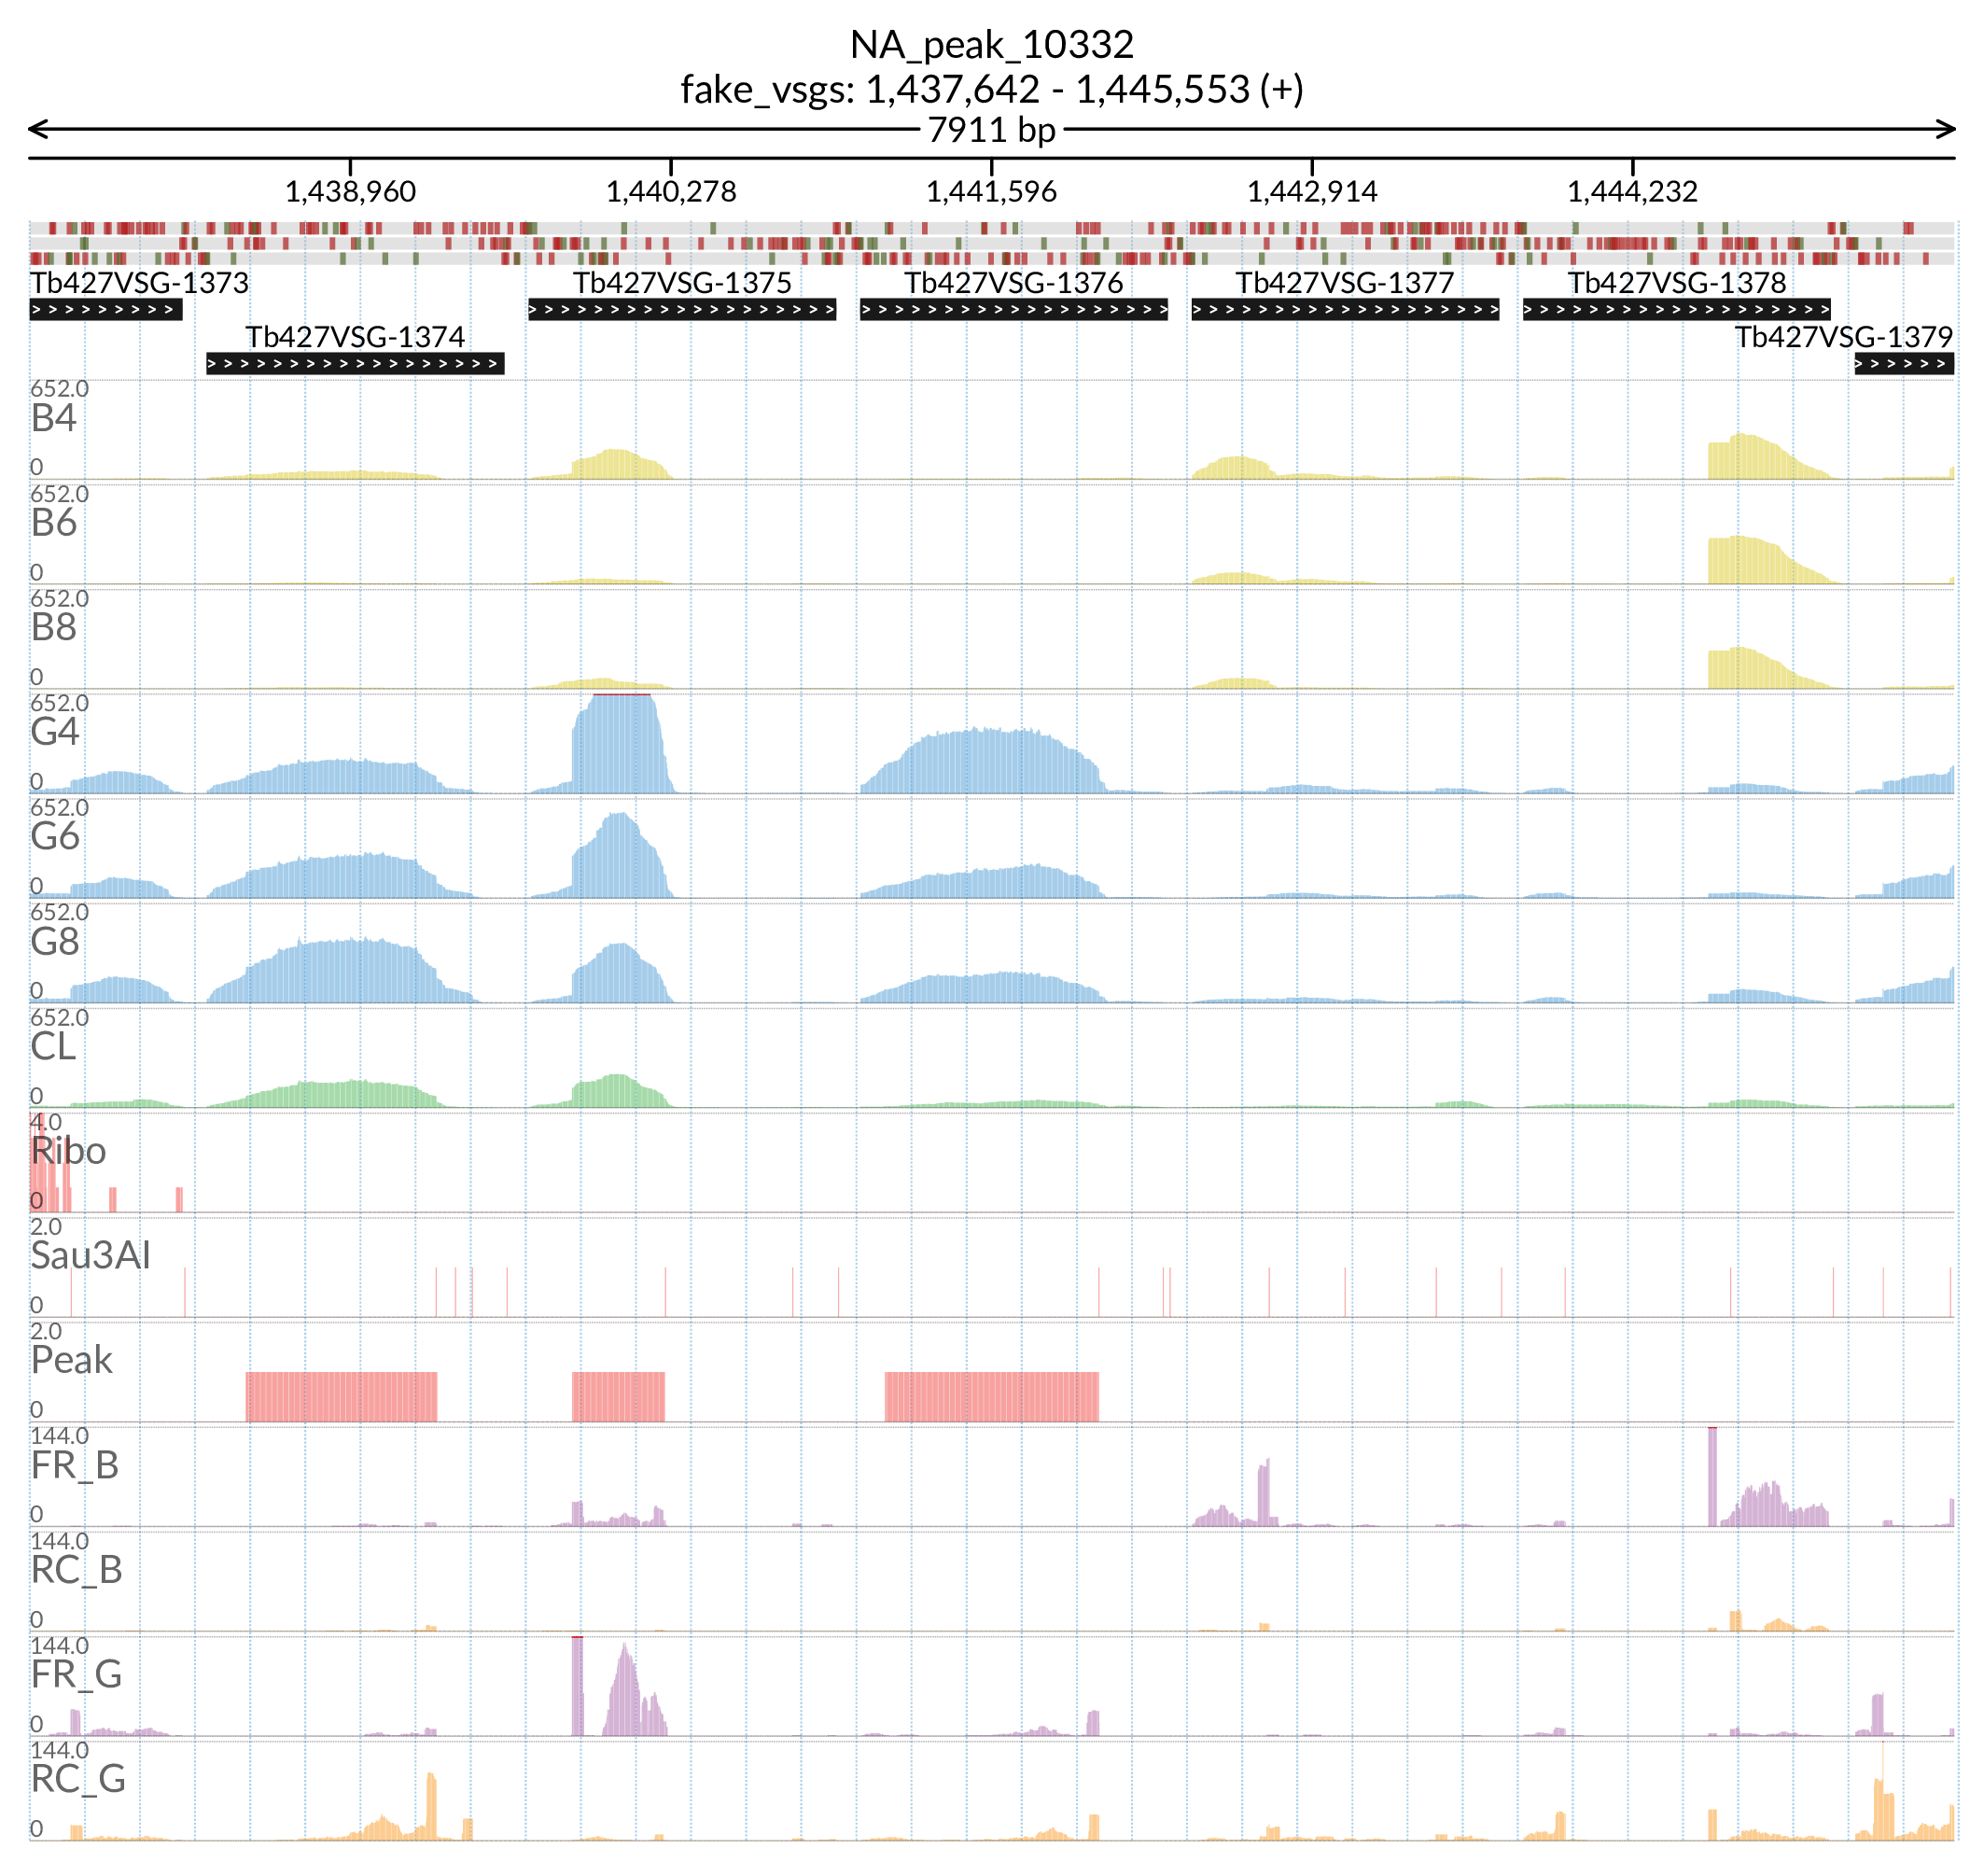 NA_peak_10332
fake_vsgs: 1,437,642 - 1,445,553 (+)
7911 bp
1,438,960 1,440,278 1,441,596 1,442,914 1,444,232
Tb427VSG-1373 Tb427VSG-1375 Tb427VSG-1376 Tb427VSG-1377 Tb427VSG-1378
Tb427VSG-1374 Tb427VSG-1379
652.0
B4
0
652.0
B6
0
652.0
B8
0
652.0
G4
0
652.0
G6
0
652.0
G8
0
652.0
CL
0
4.0
Ribo
0
2.0
Sau3AI
0
2.0
Peak
0
144.0
FR_B
0
144.0
RC_B
0
144.0
FR_G
0
144.0
RC_G
0